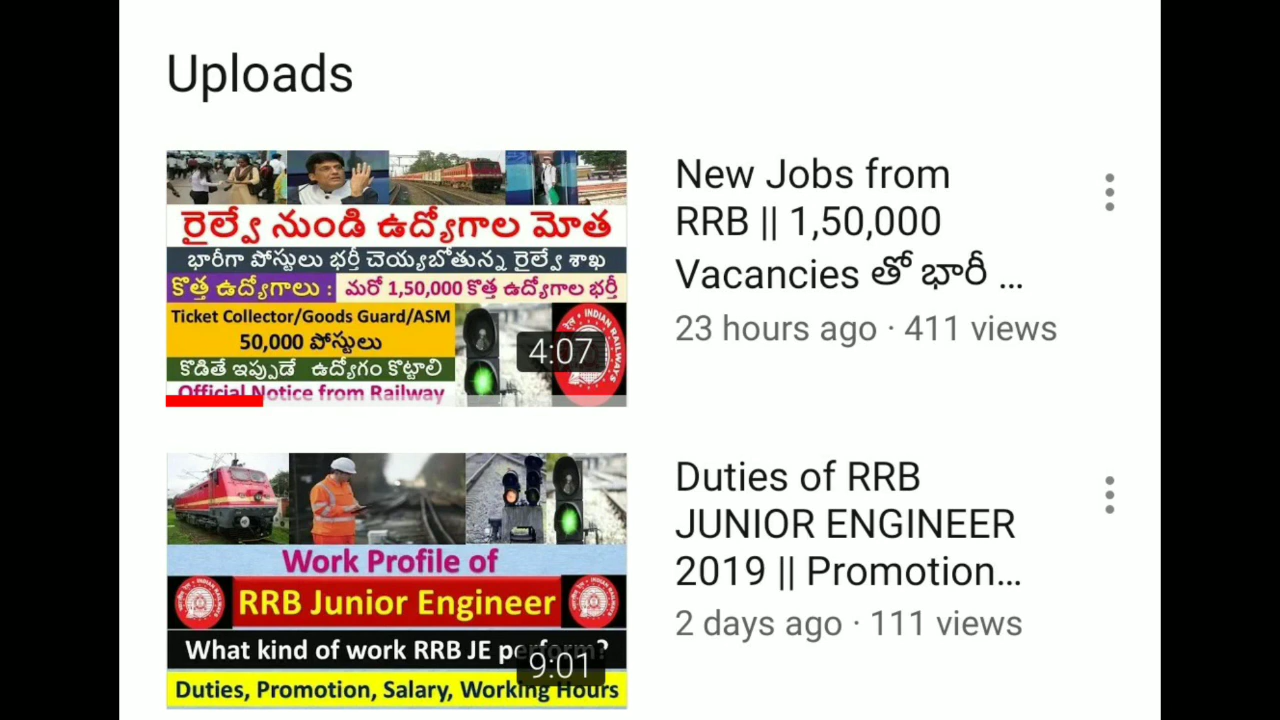 Uploads
రైల్వే నుండి ఉద్యోగాల మోత
భారీగా పోస్టులు భర్తీ చెయ్యబోతున్న రైల్వే శాఖ
కొత్త ఉద్యోగాలు : మరో 1,50,000 కొత్త ఉద్యోగాల భర్తీ
Ticket Collector/Goods Guard/ASM
50,000 పోస్టులు
కొడితే ఇప్పుడే ఉద్యోగం కొట్టాలి
Official Notice from Railway
INDIAN RAILWAYS
4:07
New Jobs from
RRB || 1,50,000
Vacancies తో భారీ ...
23 hours ago · 411 views
Work Profile of
RRB Junior Engineer
What kind of work RRB JE perform?
Duties, Promotion, Salary, Working Hours
9:01
Duties of RRB
JUNIOR ENGINEER
2019 || Promotion...
2 days ago · 111 views